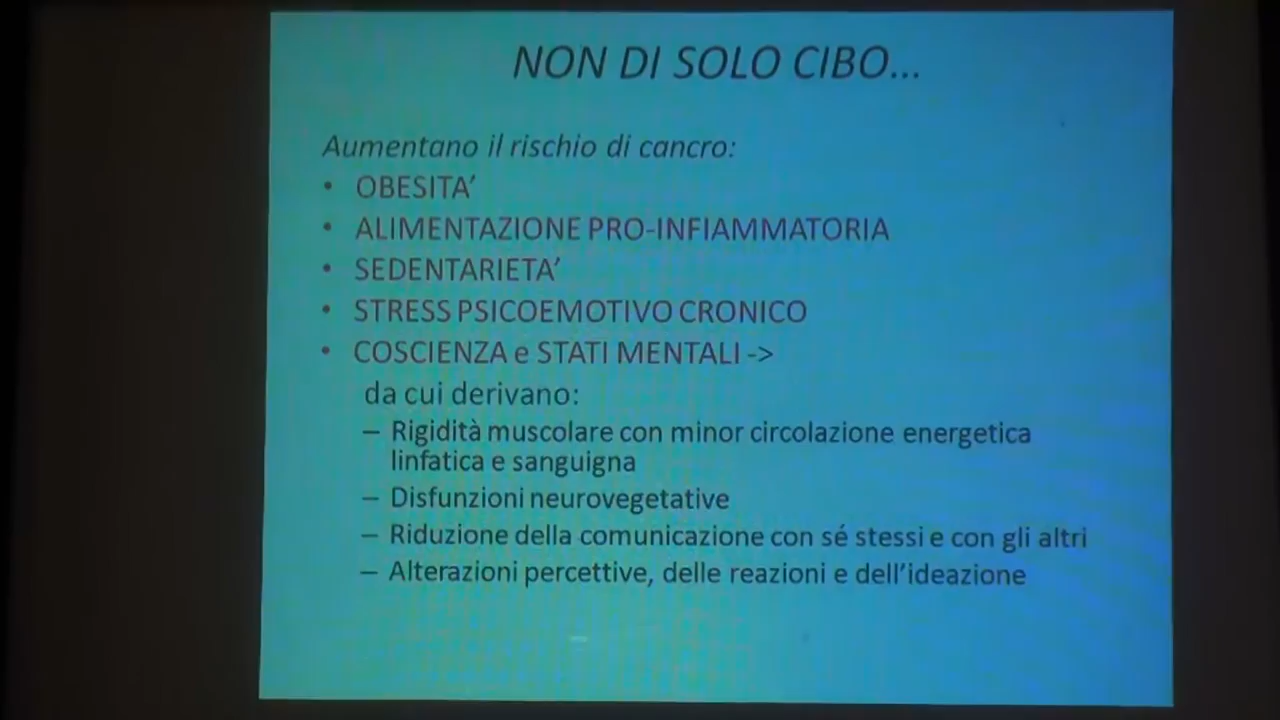 NON DI SOLO CIBO...
Aumentano il rischio di cancro:
• OBESITA'
• ALIMENTAZIONE PRO-INFIAMMATORIA
• SEDENTARIETA'
• STRESS PSICOEMOTIVO CRONICO
• COSCIENZA e STATI MENTALI ->
da cui derivano:
– Rigidità muscolare con minor circolazione energetica
linfatica e sanguigna
– Disfunzioni neurovegetative
– Riduzione della comunicazione con sé stessi e con gli altri
– Alterazioni percettive, delle reazioni e dell'ideazione